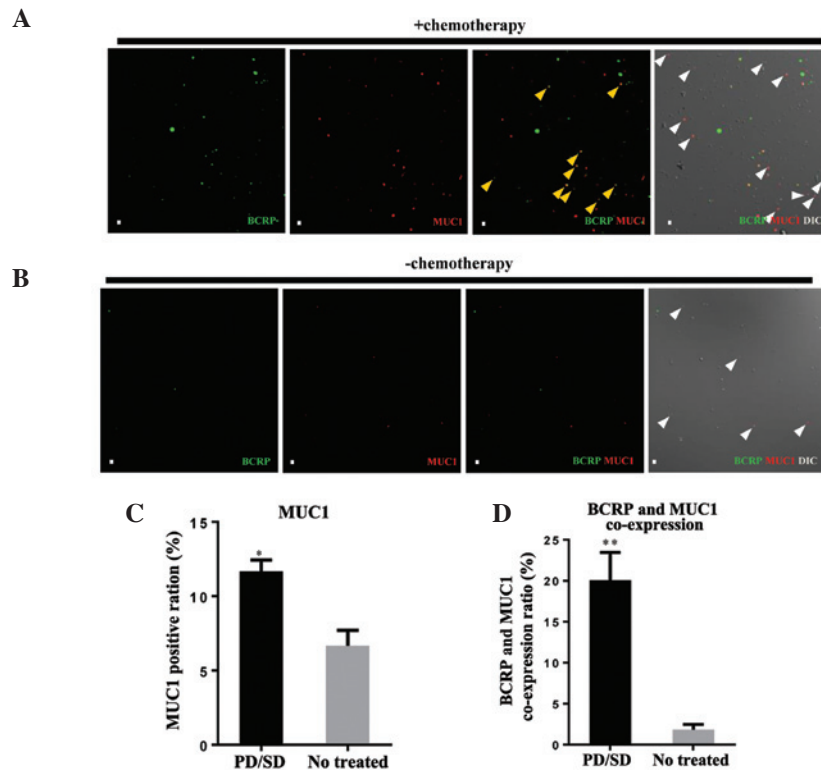 A
+chemotherapy
BCRP
MUC1
BCRP MUC1
BCRP MUC1 DIC
B
-chemotherapy
BCRP
MUC1
BCRP MUC1
BCRP MUC1 DIC
C
MUC1
MUC1 positive ration (%)
15
10
5
0
*
PD/SD
No treated
D
BCRP and MUC1
co-expression
BCRP and MUC1
co-expression ratio (%)
25
20
15
10
5
0
**
PD/SD
No treated